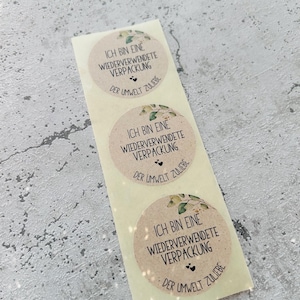 ICH BIN EINE
WIEDERVERWENDETE
VERPACKUNG
DER UMWELT ZULIEBE
ICH BIN EINE
WIEDERVERWENDETE
VERPACKUNG
DER UMWELT ZULIEBE
ICH BIN EINE
WIEDERVERWENDETE
VERPACKUNG
DER UMWELT ZULIEBE